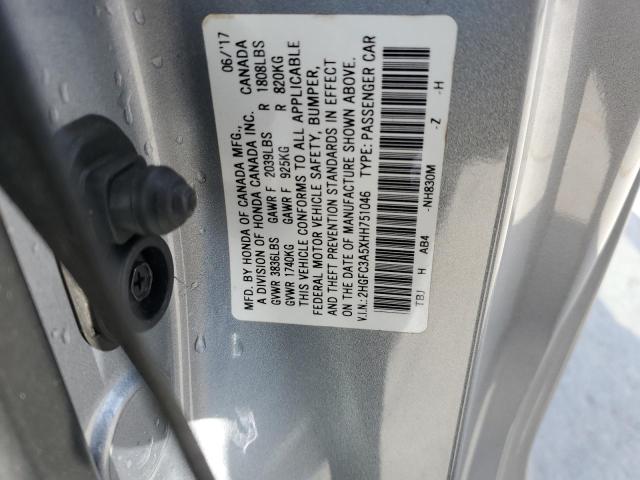 MFD. BY HONDA OF CANADA MFG., 06/'17
A DIVISION OF HONDA CANADA INC. CANADA
GVWR 3836LBS GAWR F 2039LBS R 1808LBS
GVWR 1740KG GAWR F 925KG R 820KG
THIS VEHICLE CONFORMS TO ALL APPLICABLE
FEDERAL MOTOR VEHICLE SAFETY, BUMPER,
AND THEFT PREVENTION STANDARDS IN EFFECT
ON THE DATE OF MANUFACTURE SHOWN ABOVE.
V.I.N.: 2HGFC3A5XHH751046 TYPE: PASSENGER CAR
TBJ H AB4 -NH830M -Z -H